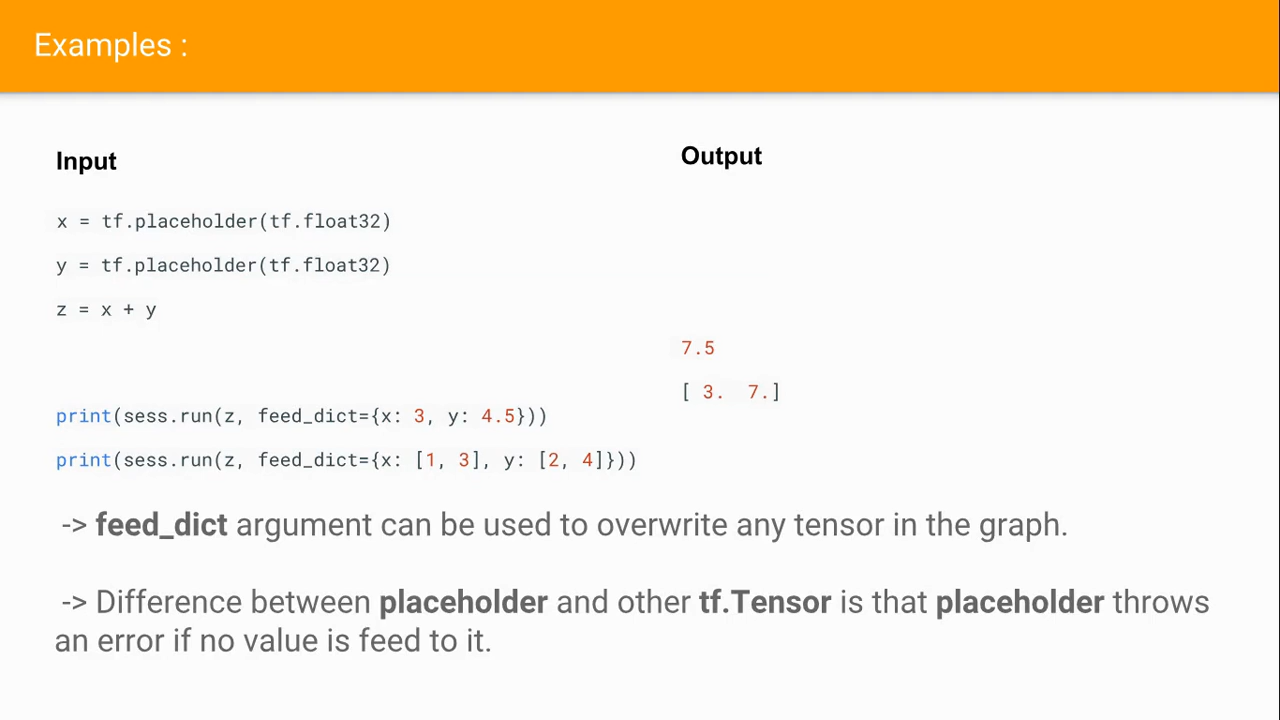 Examples :
Input
x = tf.placeholder(tf.float32)
y = tf.placeholder(tf.float32)
z = x + y
print(sess.run(z, feed_dict={x: 3, y: 4.5}))
print(sess.run(z, feed_dict={x: [1, 3], y: [2, 4]}))
Output
7.5
[ 3.  7.]
-> feed_dict argument can be used to overwrite any tensor in the graph.
-> Difference between placeholder and other tf.Tensor is that placeholder throws
an error if no value is feed to it.